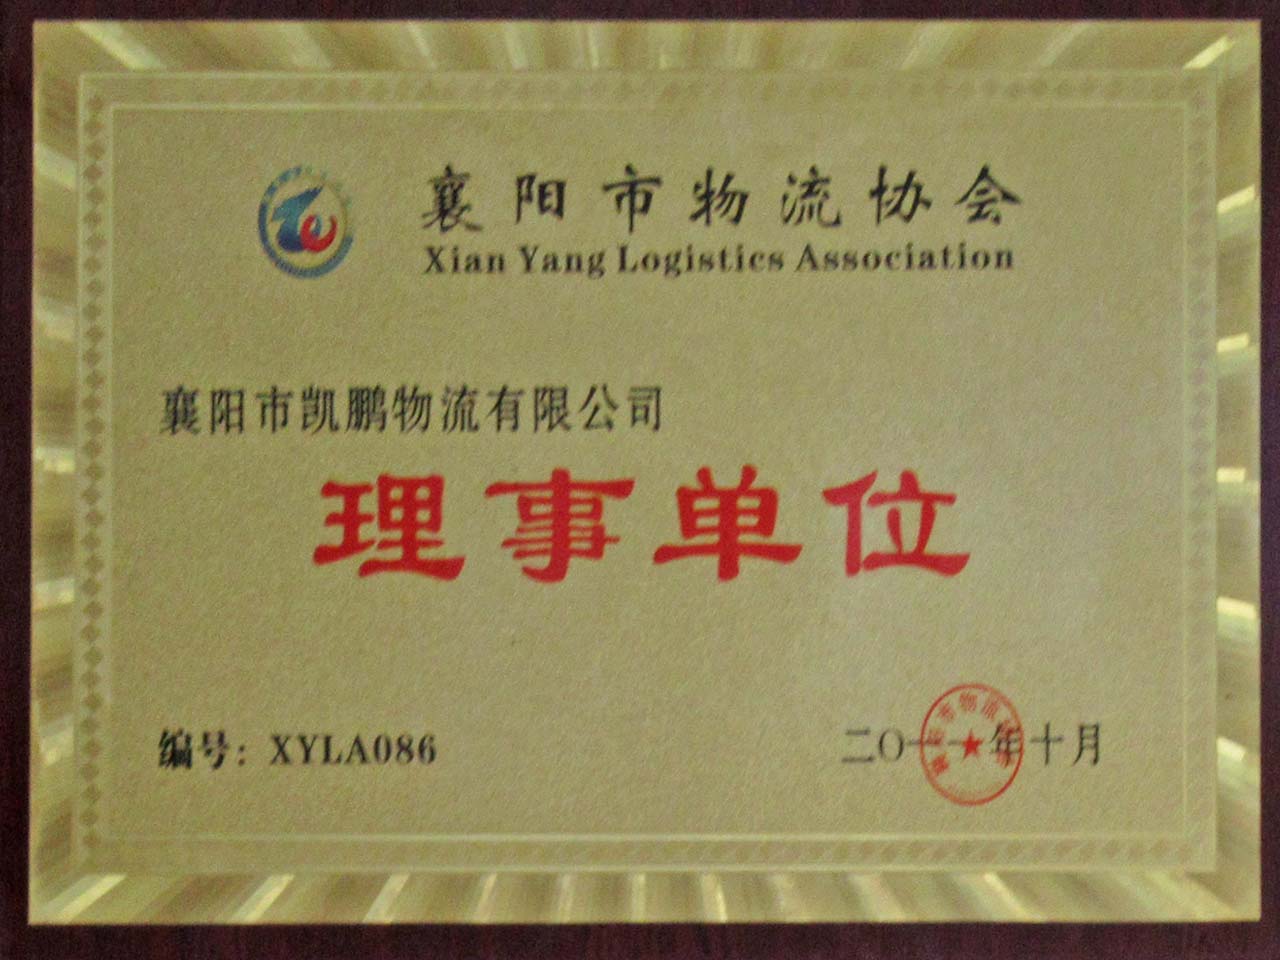 襄阳市物流协会
Xian Yang Logistics Association
襄阳市凯鹏物流有限公司
理事单位
编号：XYLA086
二〇一一年十月